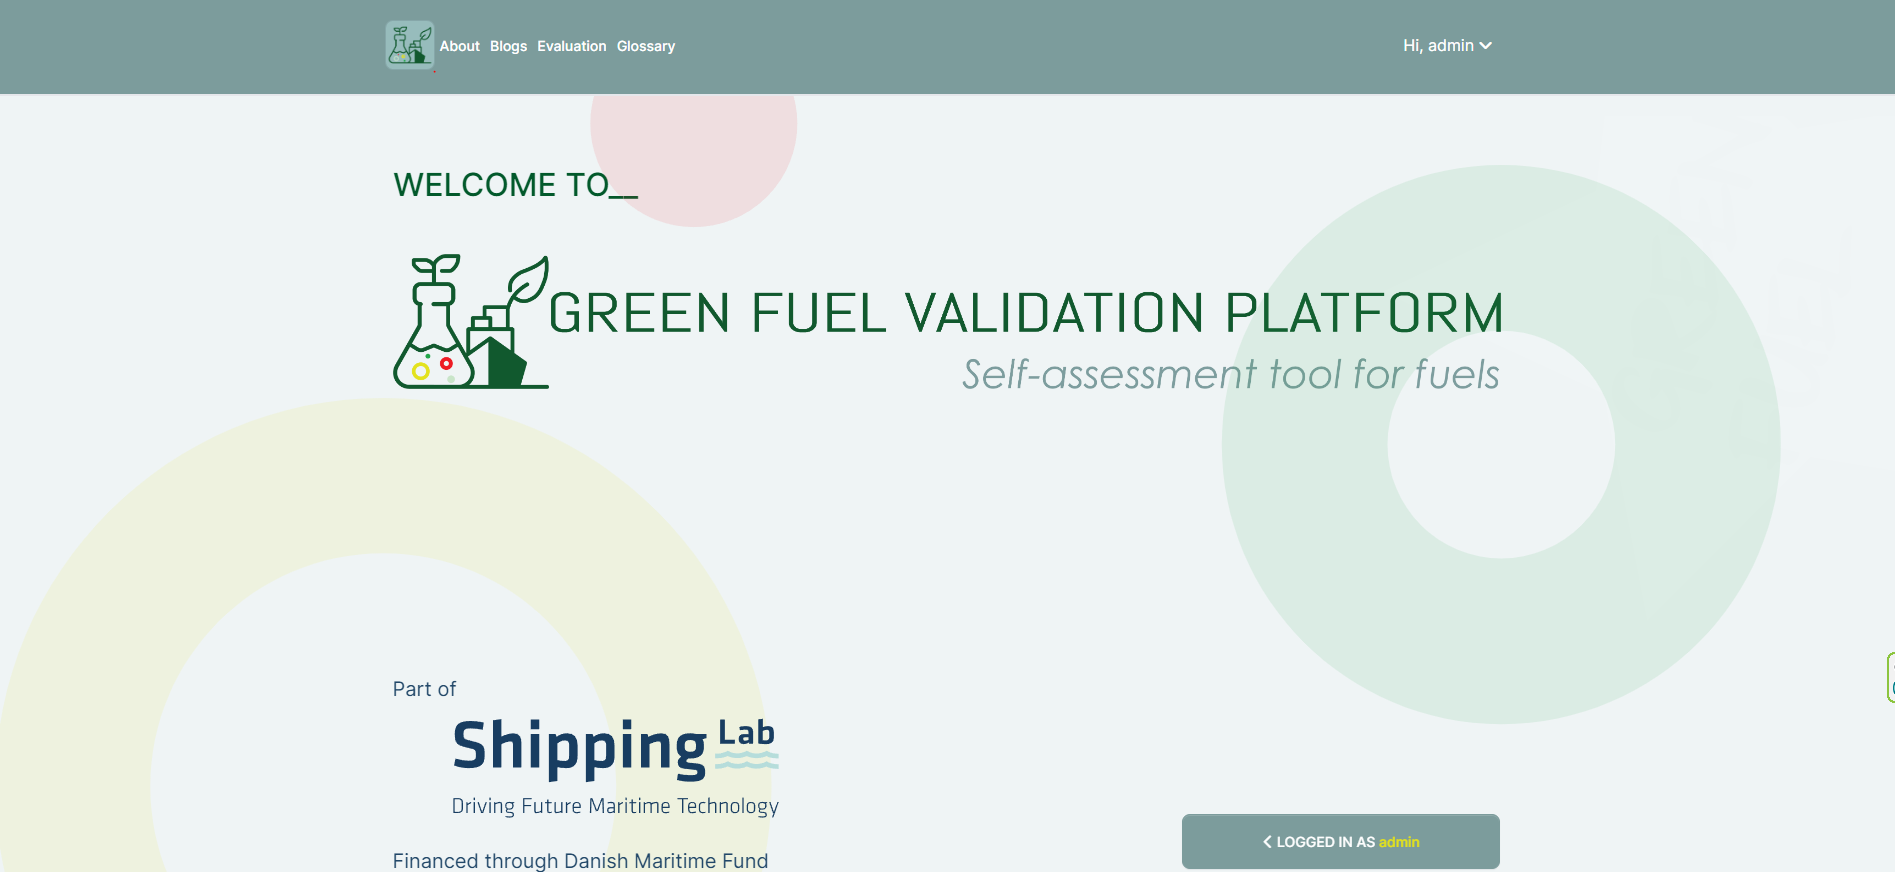 About Blogs Evaluation Glossary
Hi, admin
WELCOME TO__
GREEN FUEL VALIDATION PLATFORM
Self-assessment tool for fuels
Part of
Shipping Lab
Driving Future Maritime Technology
Financed through Danish Maritime Fund
LOGGED IN AS admin